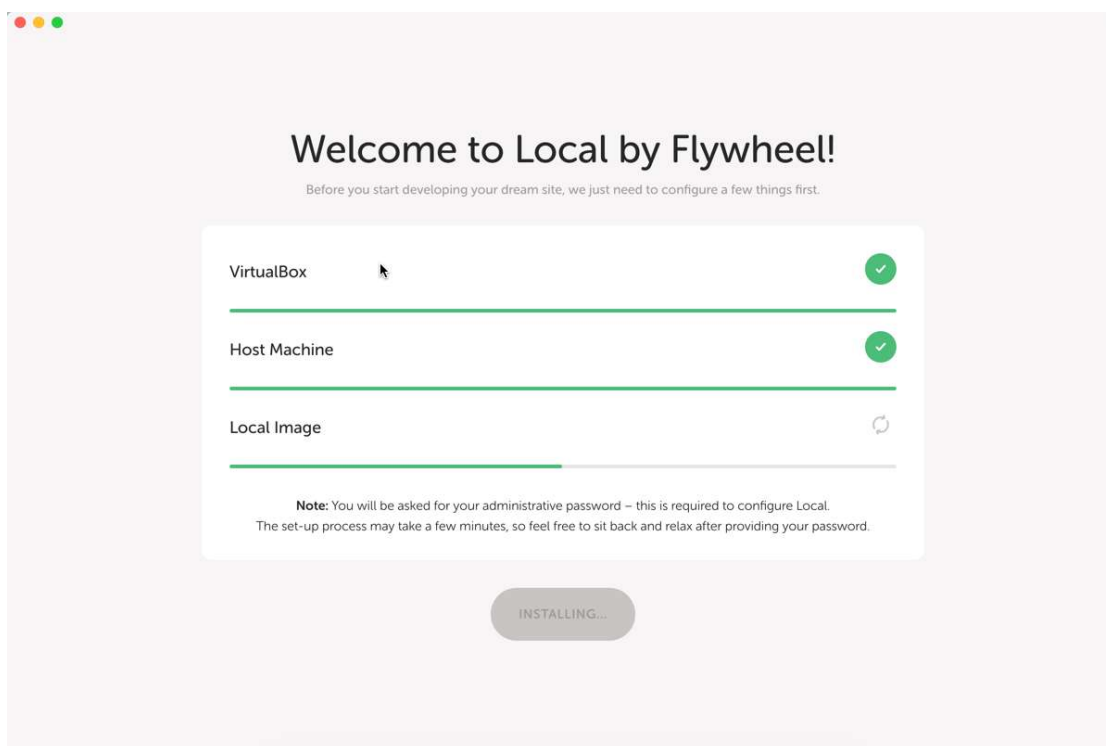 Welcome to Local by Flywheel!
Before you start developing your dream site, we just need to configure a few things first.
VirtualBox
Host Machine
Local Image
Note: You will be asked for your administrative password – this is required to configure Local.
The set-up process may take a few minutes, so feel free to sit back and relax after providing your password.
INSTALLING...